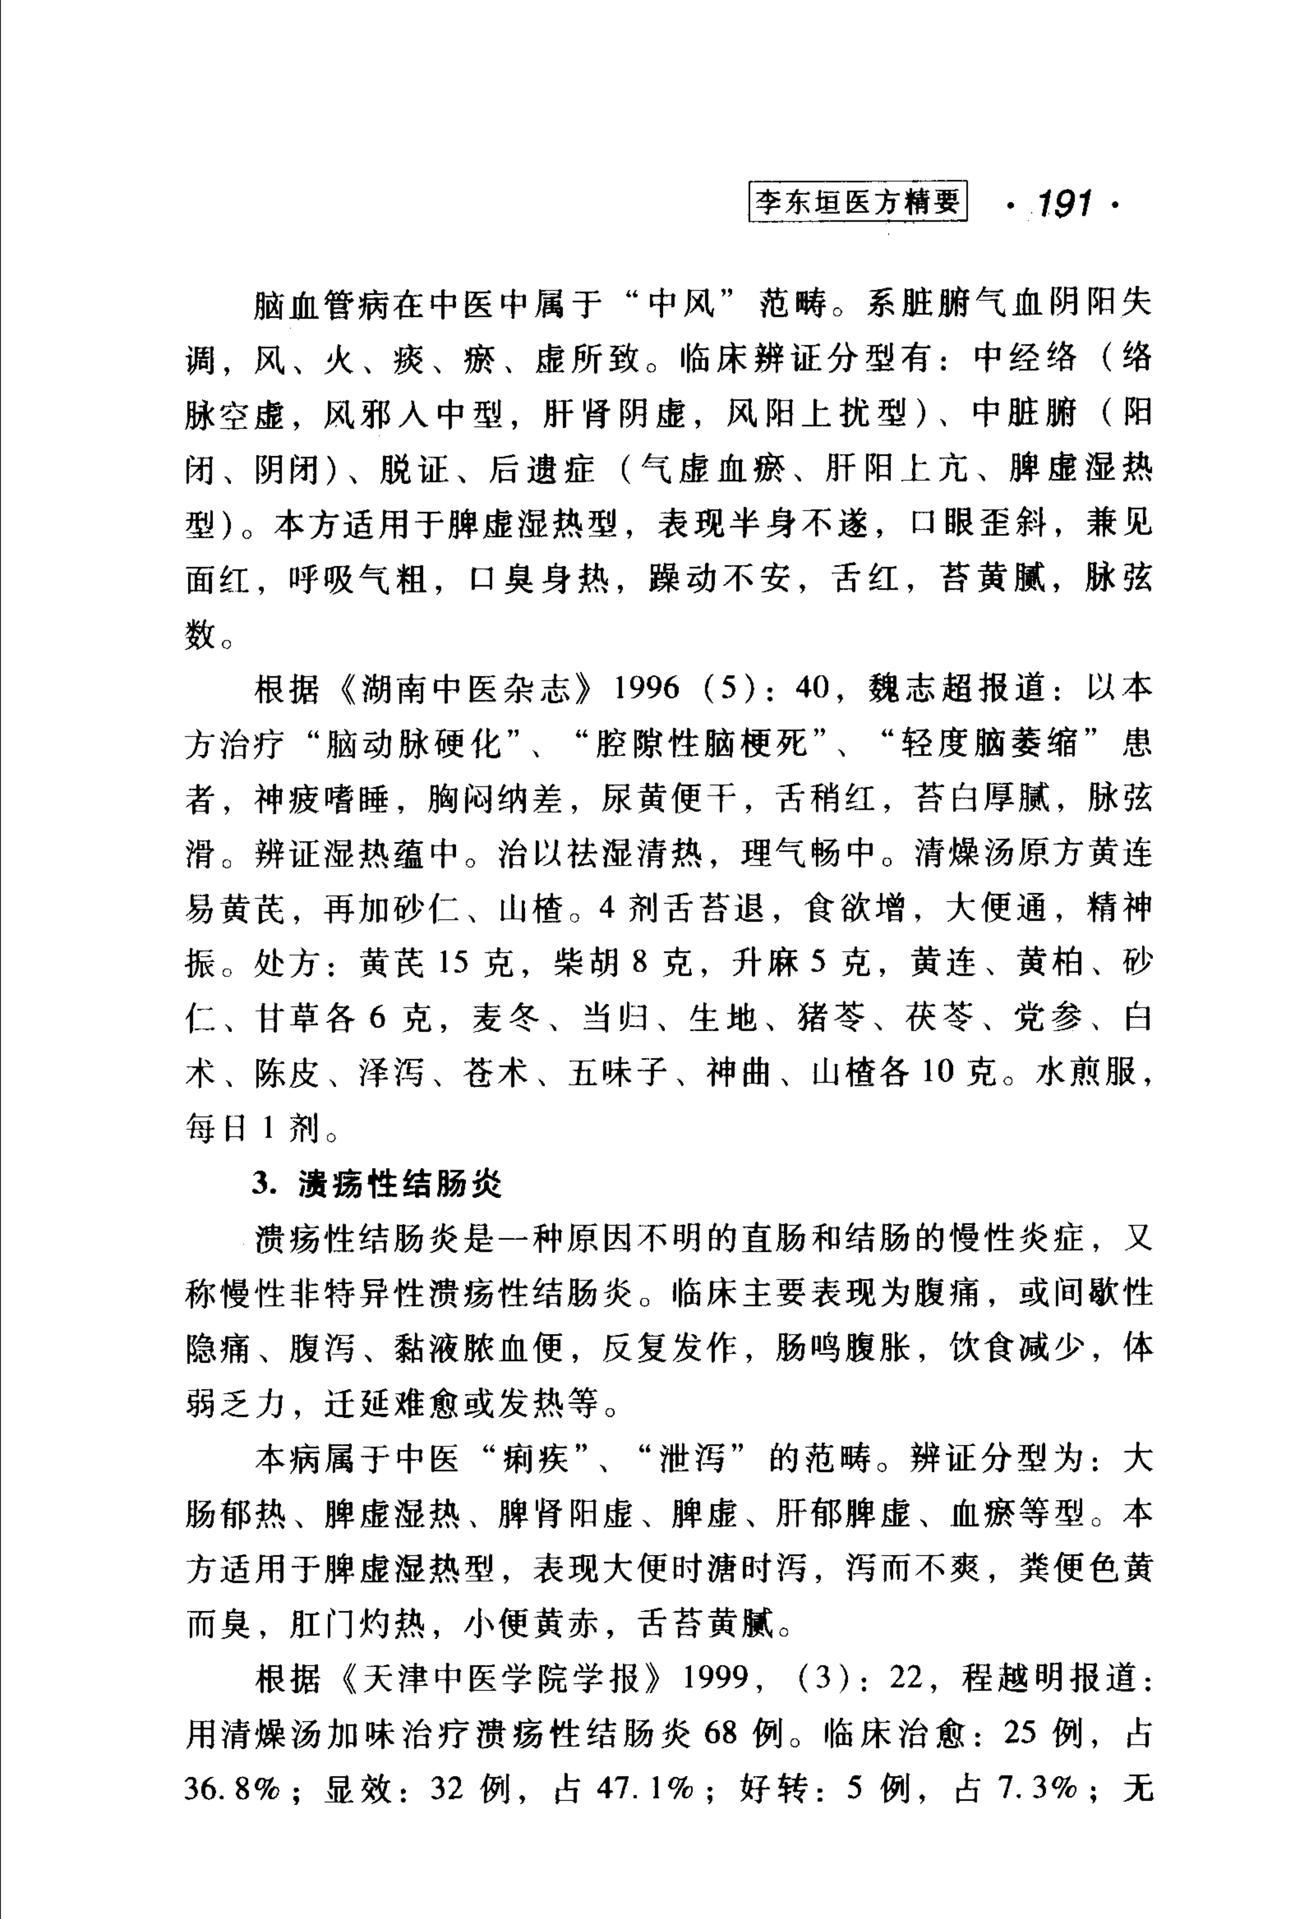 李东垣医方精要 · 191 ·
脑血管病在中医中属于“中风”范畴。系脏腑气血阴阳失
调，风、火、痰、瘀、虚所致。临床辨证分型有：中经络（络
脉空虚，风邪入中型，肝肾阴虚，风阳上扰型）、中脏腑（阳
闭、阴闭）、脱证、后遗症（气虚血瘀、肝阳上亢、脾虚湿热
型）。本方适用于脾虚湿热型，表现半身不遂，口眼歪斜，兼见
面红，呼吸气粗，口臭身热，躁动不安，舌红，苔黄腻，脉弦
数。
根据《湖南中医杂志》1996（5）：40，魏志超报道：以本
方治疗“脑动脉硬化”、“腔隙性脑梗死”、“轻度脑萎缩”患
者，神疲嗜睡，胸闷纳差，尿黄便干，舌稍红，苔白厚腻，脉弦
滑。辨证湿热蕴中。治以祛湿清热，理气畅中。清燥汤原方黄连
易黄芪，再加砂仁、山楂。4 剂舌苔退，食欲增，大便通，精神
振。处方：黄芪 15 克，柴胡 8 克，升麻 5 克，黄连、黄柏、砂
仁、甘草各 6 克，麦冬、当归、生地、猪苓、茯苓、党参、白
术、陈皮、泽泻、苍术、五味子、神曲、山楂各 10 克。水煎服，
每日 1 剂。
3. 溃疡性结肠炎
溃疡性结肠炎是一种原因不明的直肠和结肠的慢性炎症，又
称慢性非特异性溃疡性结肠炎。临床主要表现为腹痛，或间歇性
隐痛、腹泻、黏液脓血便，反复发作，肠鸣腹胀，饮食减少，体
弱乏力，迁延难愈或发热等。
本病属于中医“痢疾”、“泄泻”的范畴。辨证分型为：大
肠郁热、脾虚湿热、脾肾阳虚、脾虚、肝郁脾虚、血瘀等型。本
方适用于脾虚湿热型，表现大便时溏时泻，泻而不爽，粪便色黄
而臭，肛门灼热，小便黄赤，舌苔黄腻。
根据《天津中医学院学报》1999，（3）：22，程越明报道：
用清燥汤加味治疗溃疡性结肠炎 68 例。临床治愈：25 例，占
36.8%；显效：32 例，占 47.1%；好转：5 例，占 7.3%；无